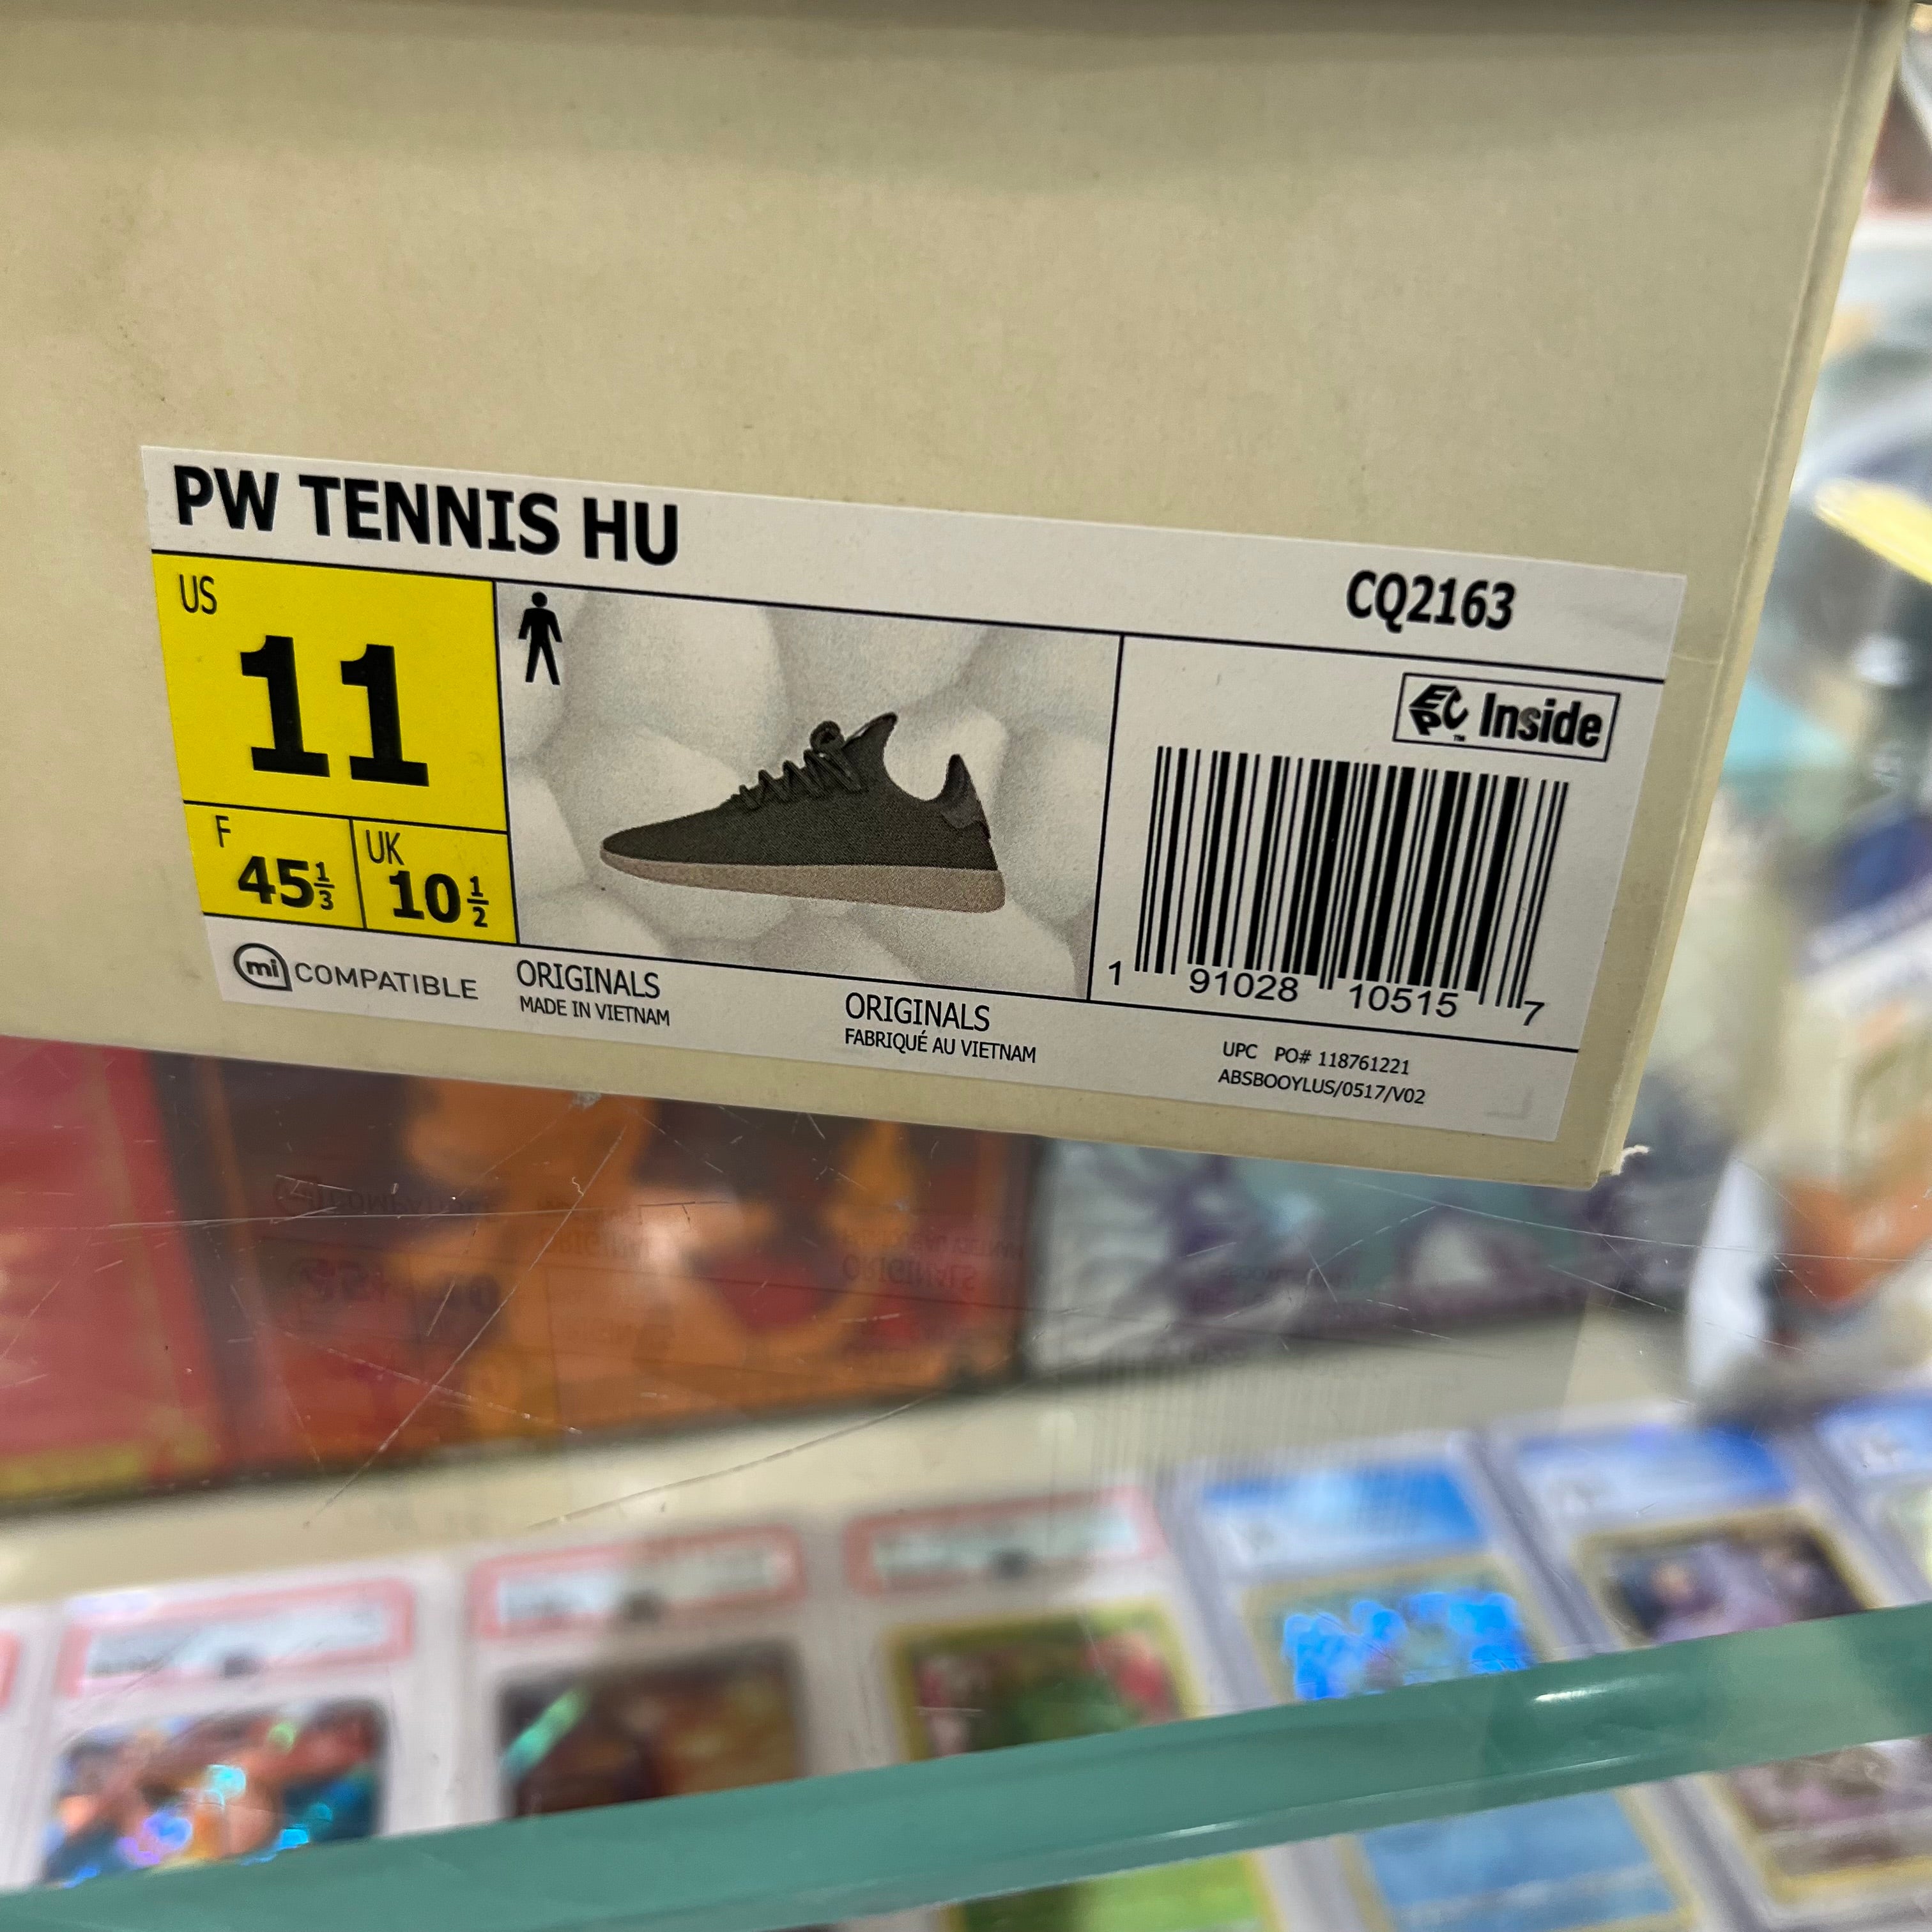 PW TENNIS HU
CQ2163
US
11
F
45⅓
UK
10½
EPC™ Inside
1 91028 10515 7
mi COMPATIBLE
ORIGINALS
MADE IN VIETNAM
ORIGINALS
FABRIQUÉ AU VIETNAM
UPC PO# 118761221
ABSBOOYLUS/0517/V02